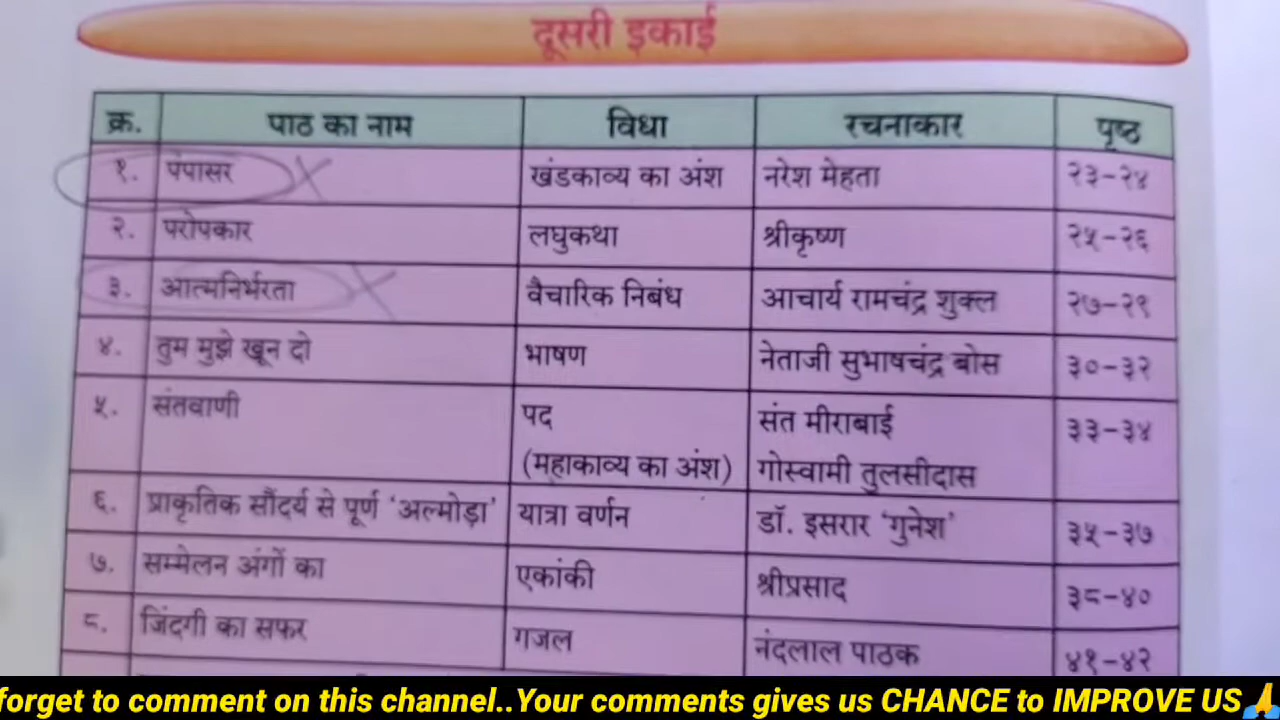 दूसरी इकाई
क्र. पाठ का नाम विधा रचनाकार पृष्ठ
१. पंपासर खंडकाव्य का अंश नरेश मेहता २३-२४
२. परोपकार लघुकथा श्रीकृष्ण २५-२६
३. आत्मनिर्भरता वैचारिक निबंध आचार्य रामचंद्र शुक्ल २७-२९
४. तुम मुझे खून दो भाषण नेताजी सुभाषचंद्र बोस ३०-३२
५. संतवाणी पद संत मीराबाई ३३-३४
(महाकाव्य का अंश) गोस्वामी तुलसीदास
६. प्राकृतिक सौंदर्य से पूर्ण ‘अल्मोड़ा’ यात्रा वर्णन डॉ. इसरार ‘गुनेश’ ३५-३७
७. सम्मेलन अंगों का एकांकी श्रीप्रसाद ३८-४०
८. जिंदगी का सफर गजल नंदलाल पाठक ४१-४२
forget to comment on this channel..Your comments gives us CHANCE to IMPROVE US🙏